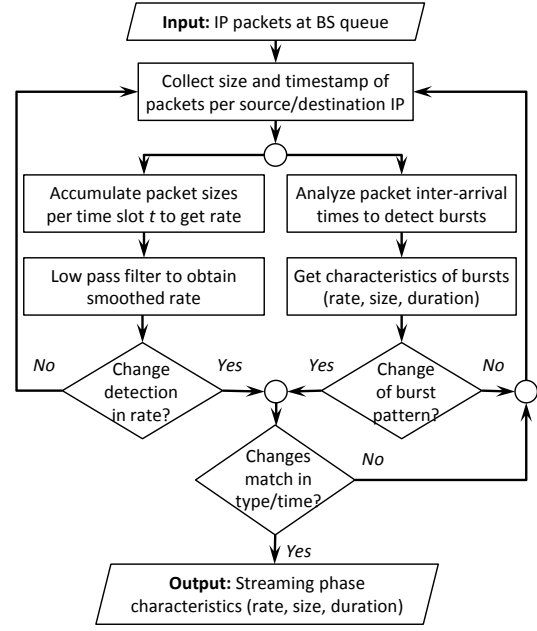 Input: IP packets at BS queue
Collect size and timestamp of
packets per source/destination IP
Accumulate packet sizes
per time slot t to get rate
Analyze packet inter-arrival
times to detect bursts
Low pass filter to obtain
smoothed rate
Get characteristics of bursts
(rate, size, duration)
No
Change
detection
in rate?
Yes
Yes
Change
of burst
pattern?
No
Changes
match in
type/time?
No
Yes
Output: Streaming phase
characteristics (rate, size, duration)